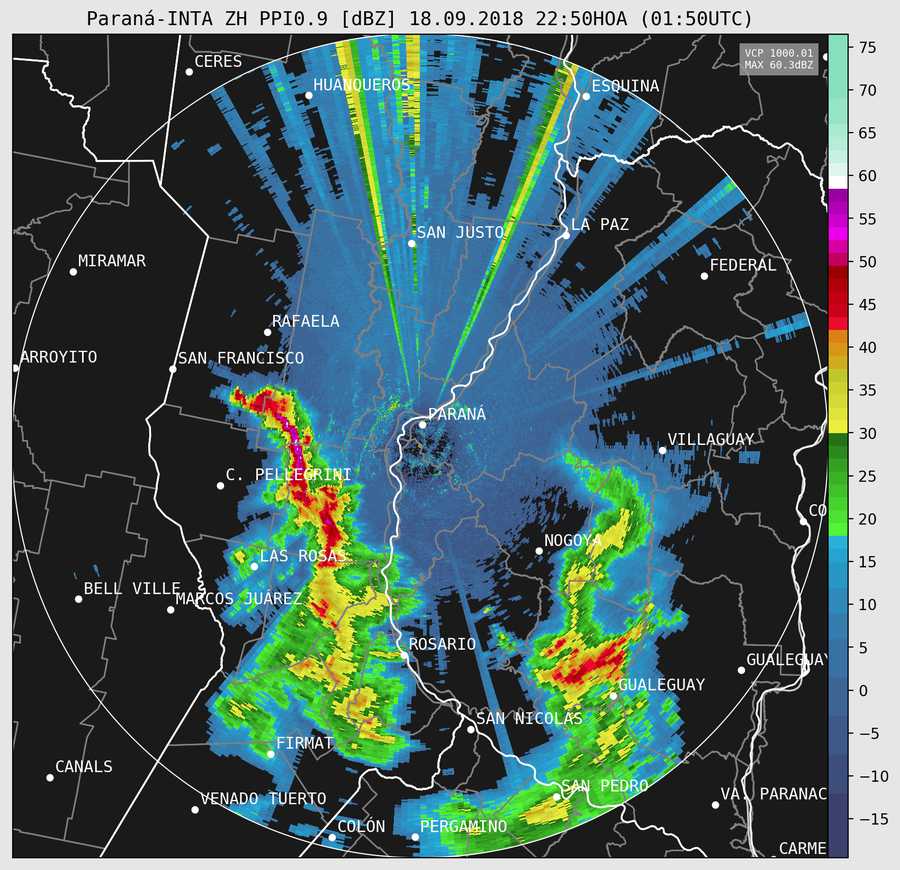 Paraná-INTA ZH PPI0.9 [dBZ] 18.09.2018 22:50HOA (01:50UTC)
VCP 1000.01
MAX 60.3dBZ
CERES
HUANQUEROS
ESQUINA
SAN JUSTO
LA PAZ
MIRAMAR
FEDERAL
RAFAELA
ARROYITO
SAN FRANCISCO
PARANÁ
VILLAGUAY
C. PELLEGRINI
CO
NOGOYA
LAS ROSAS
BELL VILLE
MARCOS JUAREZ
ROSARIO
GUALEGUAY
GUALEGUAY
SAN NICOLAS
FIRMAT
CANALS
SAN PEDRO
VENADO TUERTO
VA. PARANAC
COLÓN
PERGAMINO
CARME
75
70
65
60
55
50
45
40
35
30
25
20
15
10
5
0
−5
−10
−15